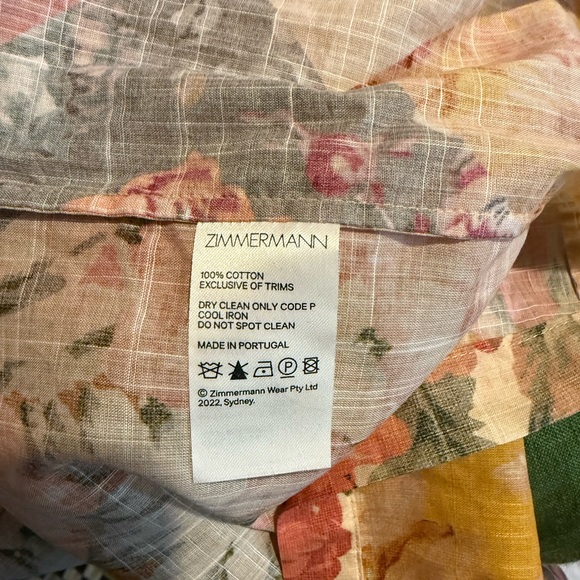 ZIMMERMANN
100% COTTON
EXCLUSIVE OF TRIMS
DRY CLEAN ONLY CODE P
COOL IRON
DO NOT SPOT CLEAN
MADE IN PORTUGAL
P
© Zimmermann Wear Pty Ltd
2022, Sydney.